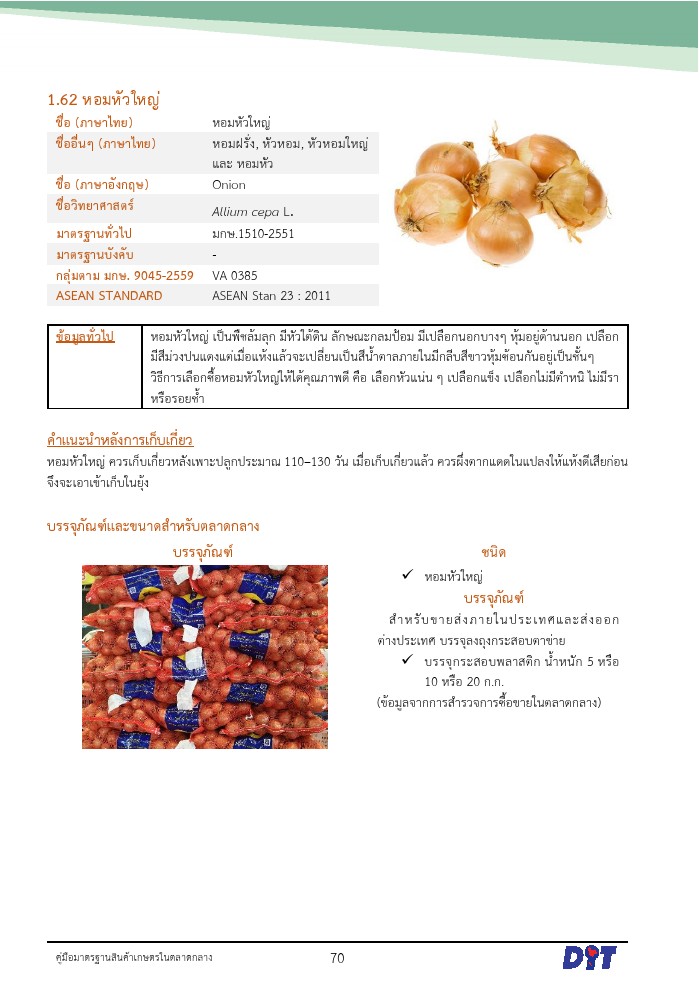 1.62 หอมหัวใหญ่
ชื่อ (ภาษาไทย) หอมหัวใหญ่
ชื่ออื่นๆ (ภาษาไทย) หอมฝรั่ง, หัวหอม, หัวหอมใหญ่
และ หอมหัว
ชื่อ (ภาษาอังกฤษ) Onion
ชื่อวิทยาศาสตร์ Allium cepa L.
มาตรฐานทั่วไป มกษ.1510-2551
มาตรฐานบังคับ -
กลุ่มตาม มกษ. 9045-2559 VA 0385
ASEAN STANDARD ASEAN Stan 23 : 2011
ข้อมูลทั่วไป หอมหัวใหญ่ เป็นพืชล้มลุก มีหัวใต้ดิน ลักษณะกลมป้อม มีเปลือกนอกบางๆ หุ้มอยู่ด้านนอก เปลือก
มีสีม่วงปนแดงแต่เมื่อแห้งแล้วจะเปลี่ยนเป็นสีน้ำตาลภายในมีกลีบสีขาวหุ้มซ้อนกันอยู่เป็นชั้นๆ
วิธีการเลือกซื้อหอมหัวใหญ่ให้ได้คุณภาพดี คือ เลือกหัวแน่น ๆ เปลือกแข็ง เปลือกไม่มีตำหนิ ไม่มีรา
หรือรอยช้ำ
คำแนะนำหลังการเก็บเกี่ยว
หอมหัวใหญ่ ควรเก็บเกี่ยวหลังเพาะปลูกประมาณ 110–130 วัน เมื่อเก็บเกี่ยวแล้ว ควรผึ่งตากแดดในแปลงให้แห้งดีเสียก่อน
จึงจะเอาเข้าเก็บในยุ้ง
บรรจุภัณฑ์และขนาดสำหรับตลาดกลาง
บรรจุภัณฑ์ ชนิด
✓ หอมหัวใหญ่
บรรจุภัณฑ์
สำหรับขายส่งภายในประเทศและส่งออก
ต่างประเทศ บรรจุลงถุงกระสอบตาข่าย
✓ บรรจุกระสอบพลาสติก น้ำหนัก 5 หรือ
10 หรือ 20 ก.ก.
(ข้อมูลจากการสำรวจการซื้อขายในตลาดกลาง)
คู่มือมาตรฐานสินค้าเกษตรในตลาดกลาง 70 DIT